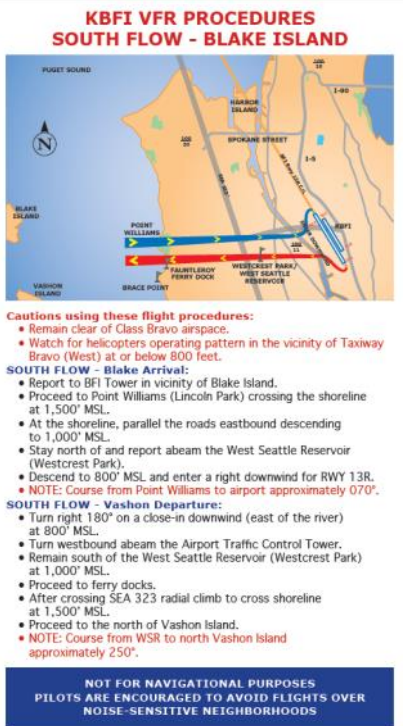 KBFI VFR PROCEDURES
SOUTH FLOW - BLAKE ISLAND
PUGET SOUND
I-90
HARBOR
ISLAND
SPOKANE STREET
I-5
N
BLAKE
ISLAND
POINT
WILLIAMS
KBFI
FAUNTLEROY
FERRY DOCK
WESTCREST PARK/
WEST SEATTLE
RESERVOIR
BRACE POINT
VASHON
ISLAND
Cautions using these flight procedures:
• Remain clear of Class Bravo airspace.
• Watch for helicopters operating pattern in the vicinity of Taxiway
Bravo (West) at or below 800 feet.
SOUTH FLOW - Blake Arrival:
• Report to BFI Tower in vicinity of Blake Island.
• Proceed to Point Williams (Lincoln Park) crossing the shoreline
at 1,500' MSL.
• At the shoreline, parallel the roads eastbound descending
to 1,000' MSL.
• Stay north of and report abeam the West Seattle Reservoir
(Westcrest Park).
• Descend to 800' MSL and enter a right downwind for RWY 13R.
• NOTE: Course from Point Williams to airport approximately 070°.
SOUTH FLOW - Vashon Departure:
• Turn right 180° on a close-in downwind (east of the river)
at 800' MSL.
• Turn westbound abeam the Airport Traffic Control Tower.
• Remain south of the West Seattle Reservoir (Westcrest Park)
at 1,000' MSL.
• Proceed to ferry docks.
• After crossing SEA 323 radial climb to cross shoreline
at 1,500' MSL.
• Proceed to the north of Vashon Island.
• NOTE: Course from WSR to north Vashon Island
approximately 250°.
NOT FOR NAVIGATIONAL PURPOSES
PILOTS ARE ENCOURAGED TO AVOID FLIGHTS OVER
NOISE-SENSITIVE NEIGHBORHOODS